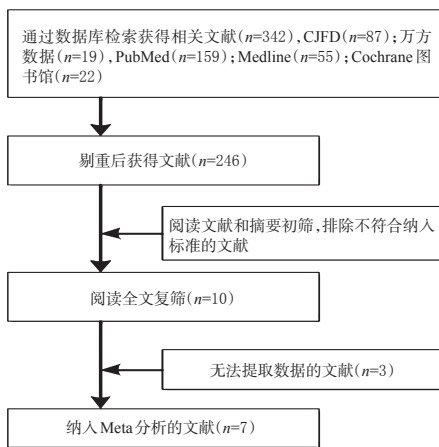 通过数据库检索获得相关文献(n=342),CJFD(n=87);万方
数据(n=19),PubMed(n=159);Medline(n=55);Cochrane图
书馆(n=22)
剔重后获得文献(n=246)
阅读文献和摘要初筛,排除不符合纳入
标准的文献
阅读全文复筛(n=10)
无法提取数据的文献(n=3)
纳入Meta分析的文献(n=7)